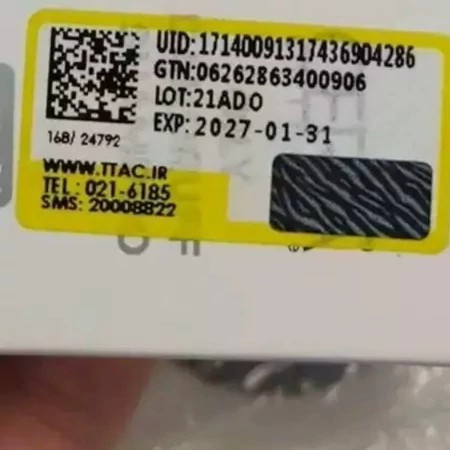 UID:17140091317436904286
GTN:06262863400906
LOT:21ADO
EXP: 2027-01-31
168/ 24792
WWW.TTAC.IR
TEL : 021-6185
SMS: 20008822